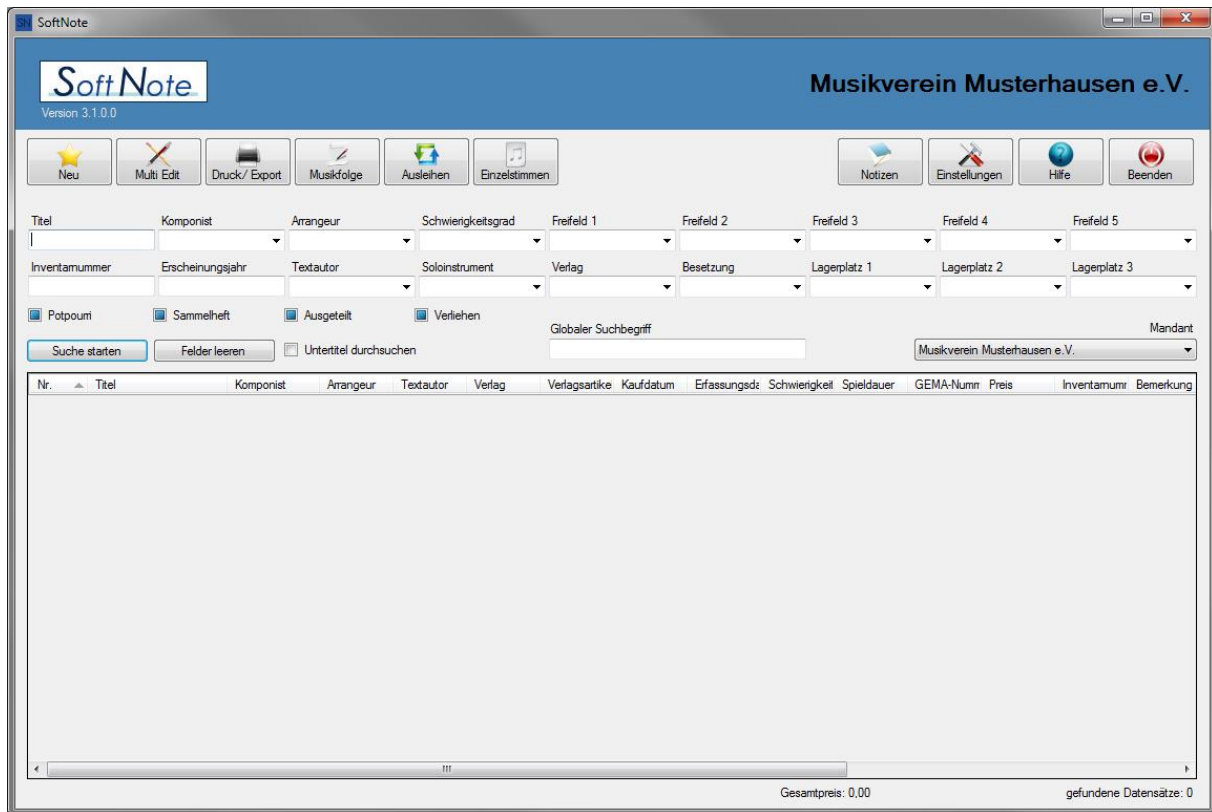 SN SoftNote
SoftNote
Version 3.1.0.0
Musikverein Musterhausen e.V.
Neu Multi Edit Druck/ Export Musikfolge Ausleihen Einzelstimmen Notizen Einstellungen Hilfe Beenden
Titel Komponist Arrangeur Schwierigkeitsgrad Freifeld 1 Freifeld 2 Freifeld 3 Freifeld 4 Freifeld 5
Inventarnummer Erscheinungsjahr Textautor Soloinstrument Verlag Besetzung Lagerplatz 1 Lagerplatz 2 Lagerplatz 3
Potpourri Sammelheft Ausgeteilt Verliehen
Globaler Suchbegriff Mandant
Suche starten Felder leeren Untertitel durchsuchen Musikverein Musterhausen e.V.
Nr. Titel Komponist Arrangeur Textautor Verlag Verlagsartike Kaufdatum Erfassungsda Schwierigkeit Spieldauer GEMA-Numm Preis Inventarnumr Bemerkung
Gesamtpreis: 0,00 gefundene Datensätze: 0